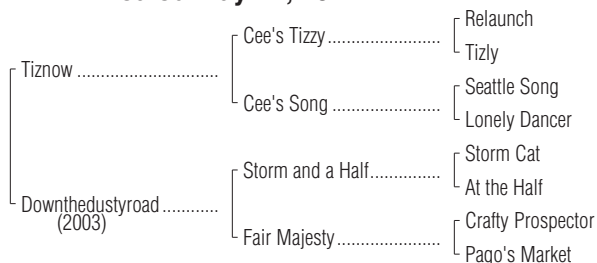 Relaunch
Cee's Tizzy
Tizly
Tiznow
Seattle Song
Cee's Song
Lonely Dancer
Storm Cat
Storm and a Half
At the Half
Downthedustyroad
(2003)
Crafty Prospector
Fair Majesty
Pago's Market